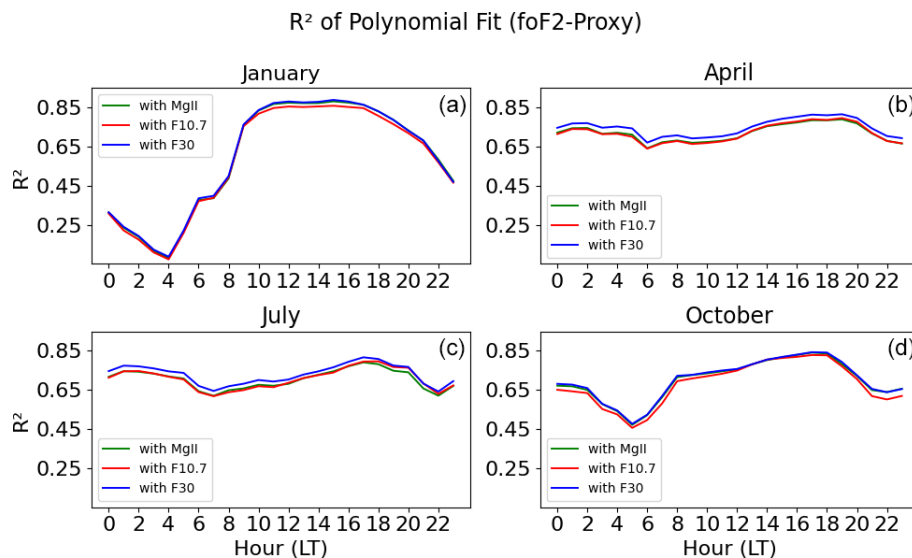 R² of Polynomial Fit (foF2-Proxy)
January
(a)
with MgII
with F10.7
with F30
R²
0.85
0.65
0.45
0.25
0 2 4 6 8 10 12 14 16 18 20 22
April
(b)
0.85
0.65
0.45
0.25
with MgII
with F10.7
with F30
0 2 4 6 8 10 12 14 16 18 20 22
July
(c)
R²
0.85
0.65
0.45
0.25
with MgII
with F10.7
with F30
0 2 4 6 8 10 12 14 16 18 20 22
Hour (LT)
October
(d)
0.85
0.65
0.45
0.25
with MgII
with F10.7
with F30
0 2 4 6 8 10 12 14 16 18 20 22
Hour (LT)